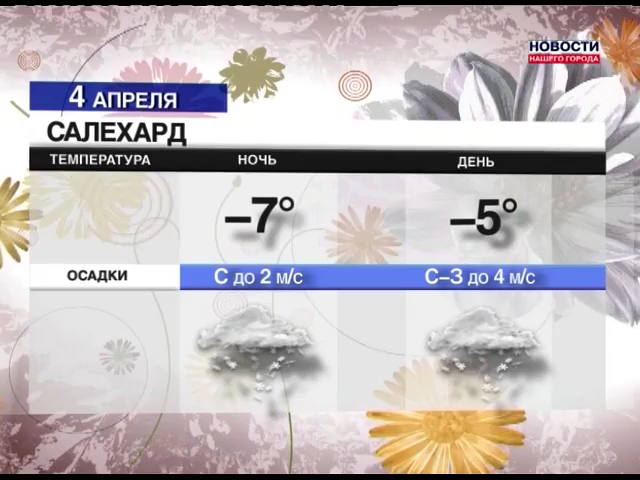 НОВОСТИ
НАШЕГО ГОРОДА
4 АПРЕЛЯ
САЛЕХАРД
ТЕМПЕРАТУРА НОЧЬ ДЕНЬ
–7° –5°
ОСАДКИ С ДО 2 М/С С–З ДО 4 М/С